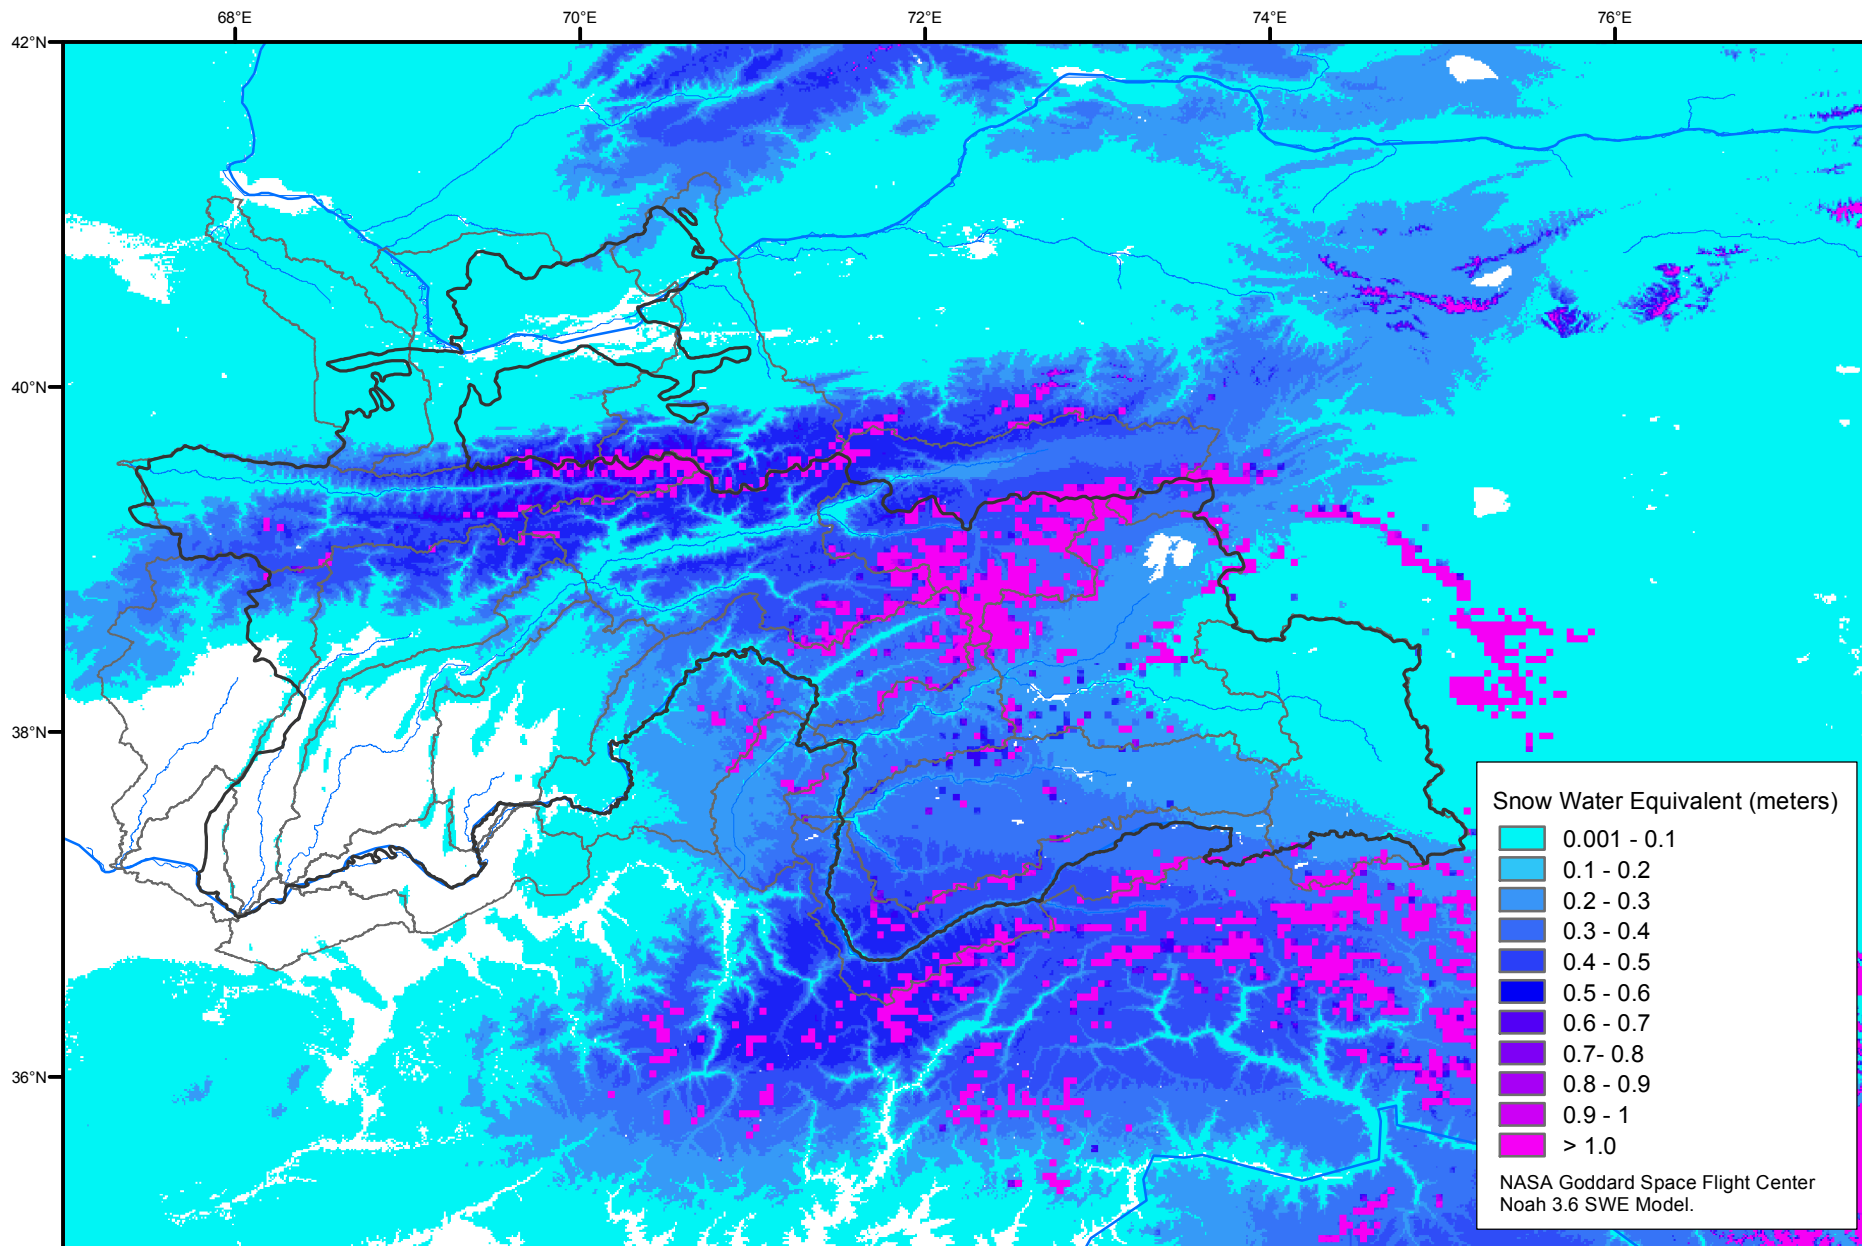 68°E 70°E 72°E 74°E 76°E
42°N
40°N
38°N
36°N
Snow Water Equivalent (meters)
0.001 - 0.1
0.1 - 0.2
0.2 - 0.3
0.3 - 0.4
0.4 - 0.5
0.5 - 0.6
0.6 - 0.7
0.7- 0.8
0.8 - 0.9
0.9 - 1
> 1.0
NASA Goddard Space Flight Center
Noah 3.6 SWE Model.